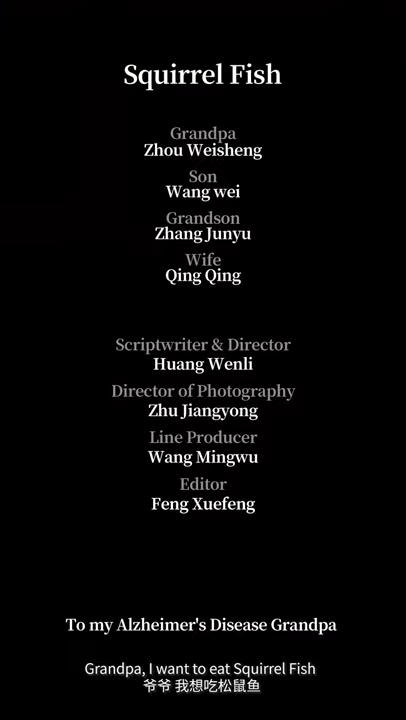 Squirrel Fish
Grandpa
Zhou Weisheng
Son
Wang wei
Grandson
Zhang Junyu
Wife
Qing Qing
Scriptwriter & Director
Huang Wenli
Director of Photography
Zhu Jiangyong
Line Producer
Wang Mingwu
Editor
Feng Xuefeng
To my Alzheimer's Disease Grandpa
Grandpa, I want to eat Squirrel Fish
爷爷 我想吃松鼠鱼